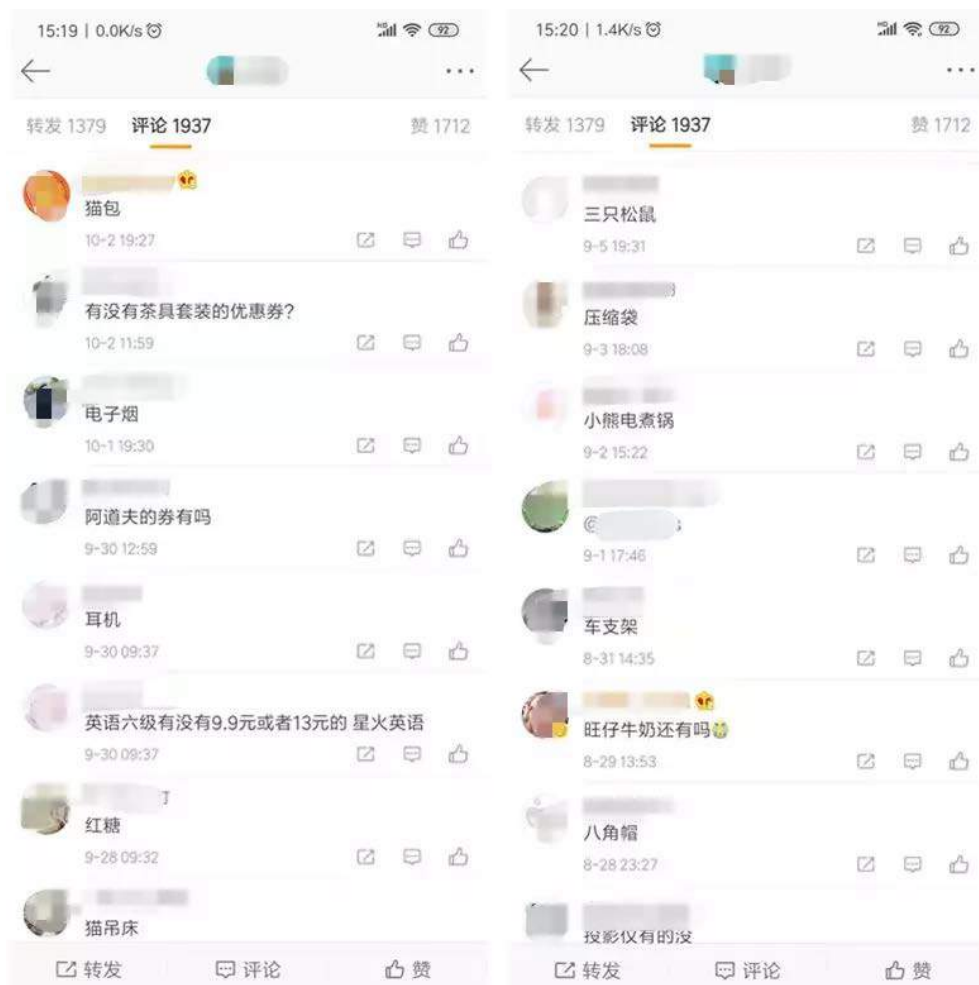 15:19 | 0.0K/s
HD 92
转发 1379 评论 1937 赞 1712
猫包
10-2 19:27
有没有茶具套装的优惠券?
10-2 11:59
电子烟
10-1 19:30
阿道夫的券有吗
9-30 12:59
耳机
9-30 09:37
英语六级有没有9.9元或者13元的 星火英语
9-30 09:37
红糖
9-28 09:32
猫吊床
转发 评论 赞
15:20 | 1.4K/s
92
转发 1379 评论 1937 赞 1712
三只松鼠
9-5 19:31
压缩袋
9-3 18:08
小熊电煮锅
9-2 15:22
@
9-1 17:46
车支架
8-31 14:35
旺仔牛奶还有吗
8-29 13:53
八角帽
8-28 23:27
投影仪有的没
转发 评论 赞